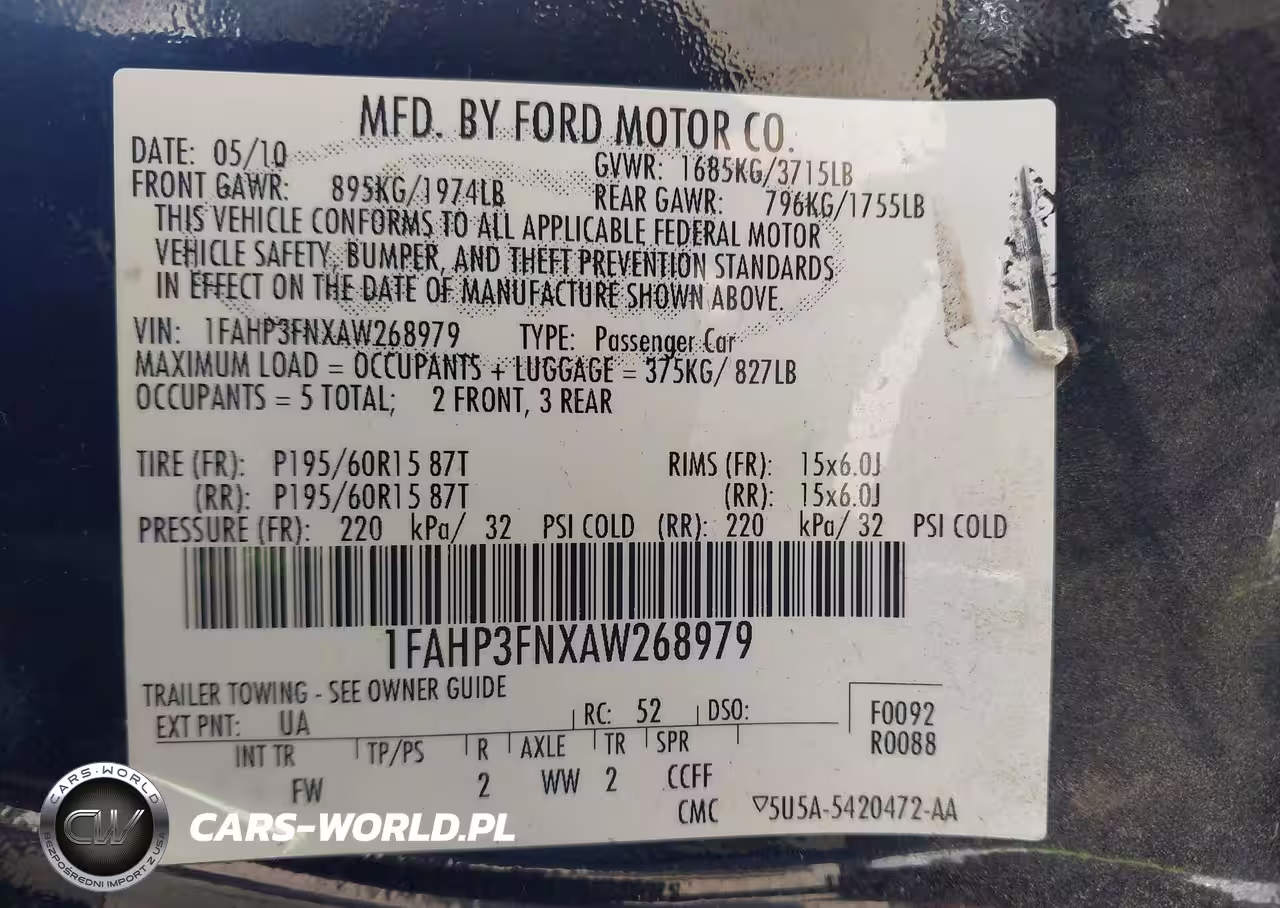 MFD. BY FORD MOTOR CO.
DATE: 05/10 GVWR: 1685KG/3715LB
FRONT GAWR: 895KG/1974LB REAR GAWR: 796KG/1755LB
THIS VEHICLE CONFORMS TO ALL APPLICABLE FEDERAL MOTOR
VEHICLE SAFETY, BUMPER, AND THEFT PREVENTION STANDARDS
IN EFFECT ON THE DATE OF MANUFACTURE SHOWN ABOVE.
VIN: 1FAHP3FNXAW268979 TYPE: Passenger Car
MAXIMUM LOAD = OCCUPANTS + LUGGAGE = 375KG/ 827LB
OCCUPANTS = 5 TOTAL; 2 FRONT, 3 REAR
TIRE (FR): P195/60R15 87T RIMS (FR): 15x6.0J
(RR): P195/60R15 87T (RR): 15x6.0J
PRESSURE (FR): 220 kPa/ 32 PSI COLD (RR): 220 kPa/ 32 PSI COLD
1FAHP3FNXAW268979
TRAILER TOWING - SEE OWNER GUIDE
EXT PNT: UA RC: 52 DSO: F0092
INT TR TP/PS R AXLE TR SPR R0088
FW 2 WW 2 CCFF
CMC ▽5U5A-5420472-AA
CARS-WORLD
CW
BEZPOŚREDNI IMPORT Z USA
CARS-WORLD.PL